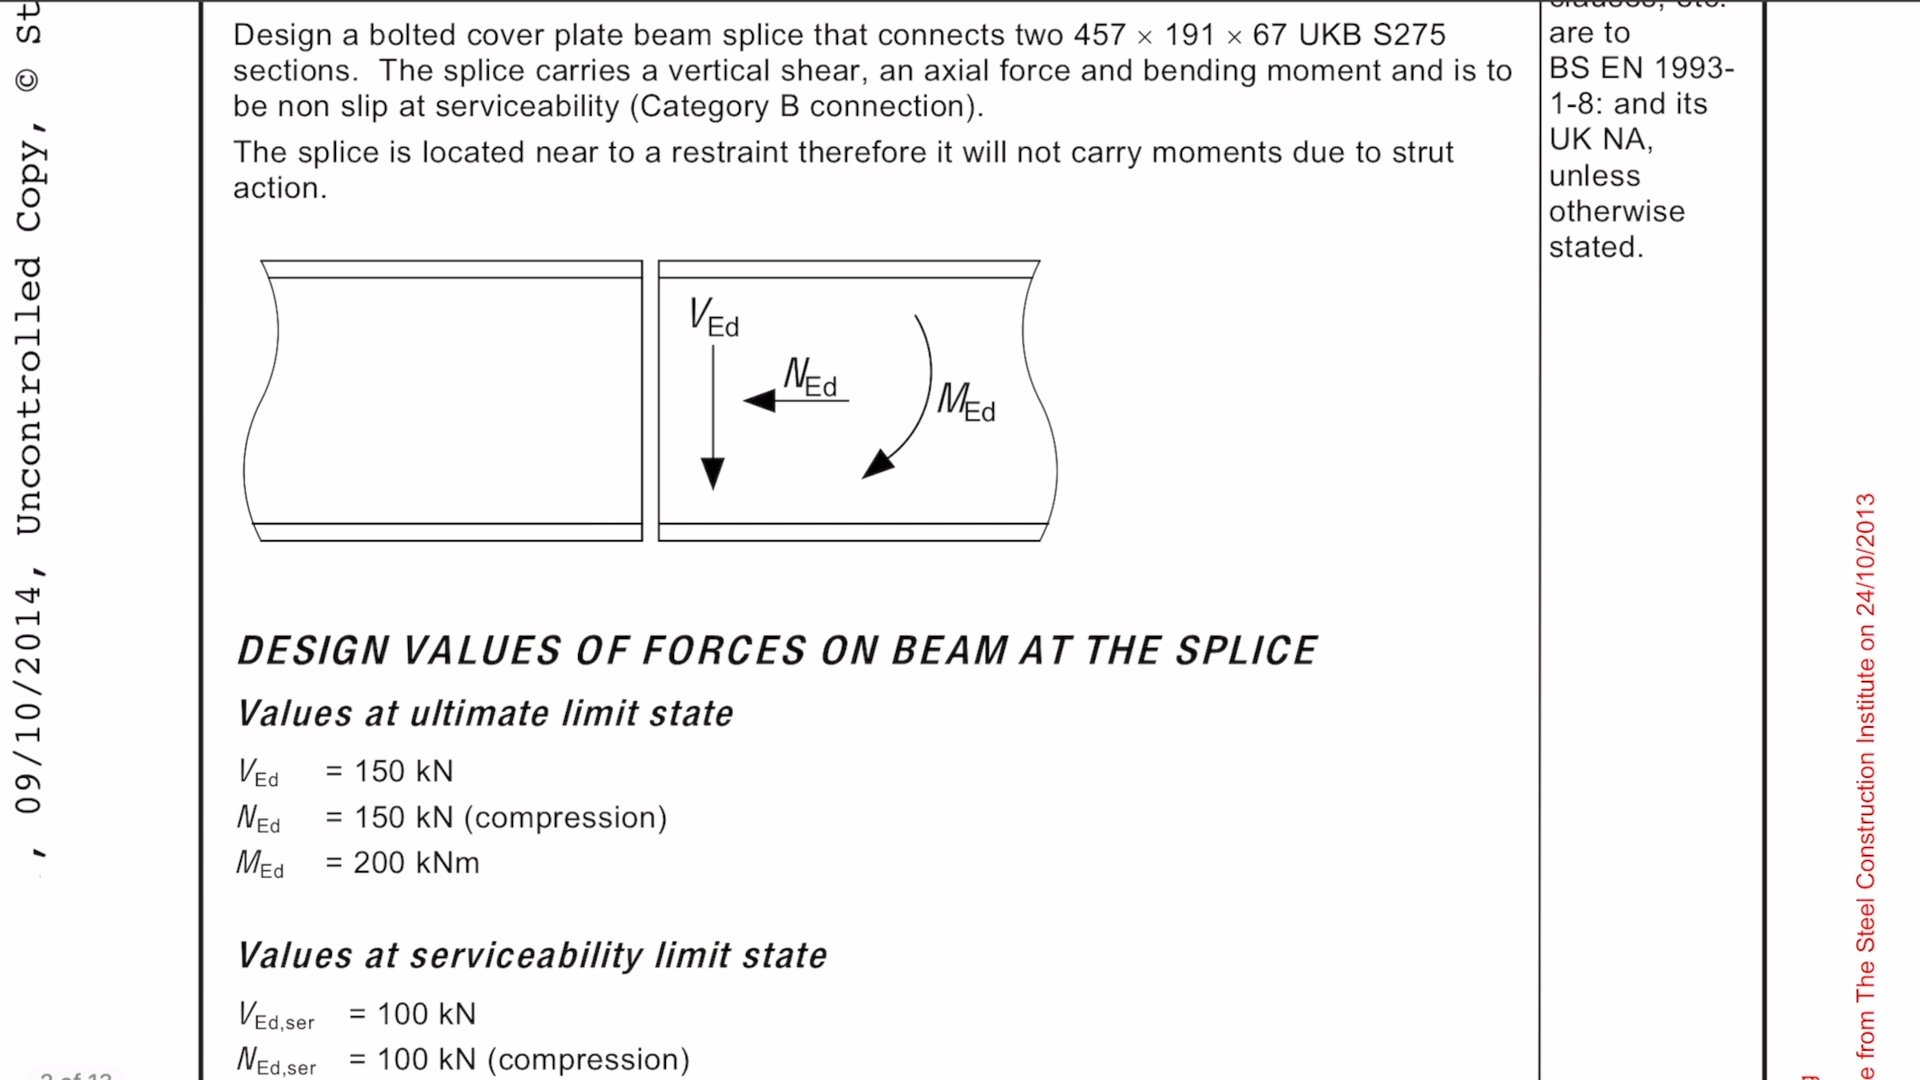 Design a bolted cover plate beam splice that connects two 457 × 191 × 67 UKB S275
sections. The splice carries a vertical shear, an axial force and bending moment and is to
be non slip at serviceability (Category B connection).
The splice is located near to a restraint therefore it will not carry moments due to strut
action.
are to
BS EN 1993-
1-8: and its
UK NA,
unless
otherwise
stated.
VEd
NEd
MEd
DESIGN VALUES OF FORCES ON BEAM AT THE SPLICE
Values at ultimate limit state
VEd = 150 kN
NEd = 150 kN (compression)
MEd = 200 kNm
Values at serviceability limit state
VEd,ser = 100 kN
NEd,ser = 100 kN (compression)
, 09/10/2014, Uncontrolled Copy, © St
e from The Steel Construction Institute on 24/10/2013